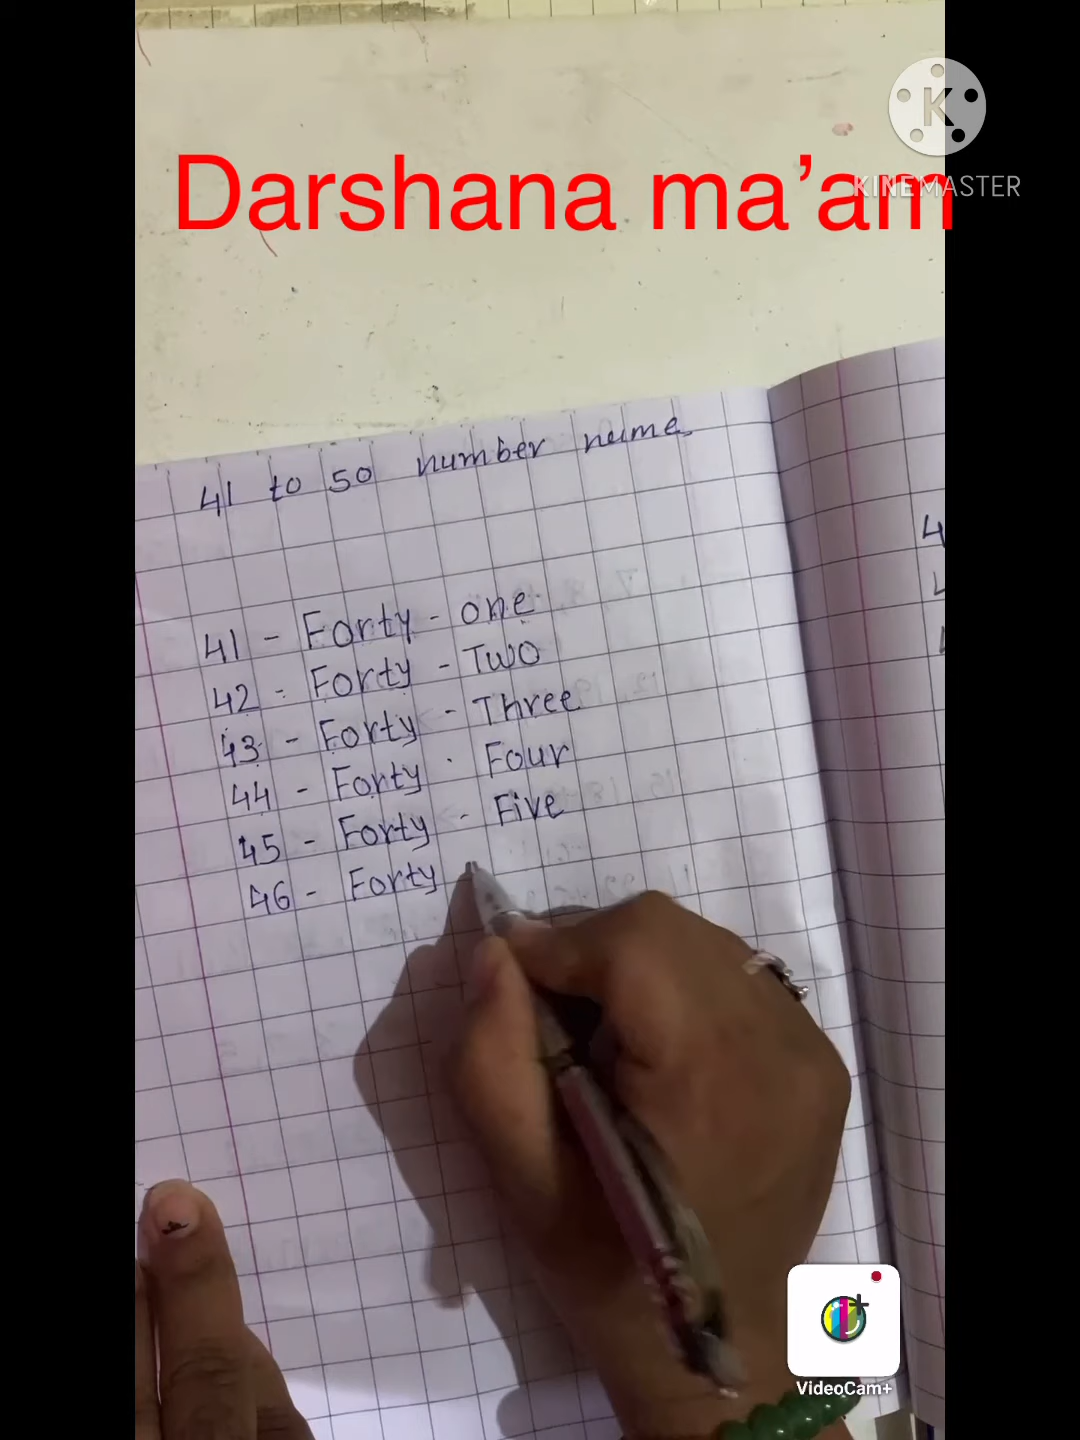 KINEMASTER
Darshana ma’am
41 to 50 number name
41 - Forty - one
42 - Forty - Two
43 - Forty - Three
44 - Forty - Four
45 - Forty - Five
46 - Forty
VideoCam+